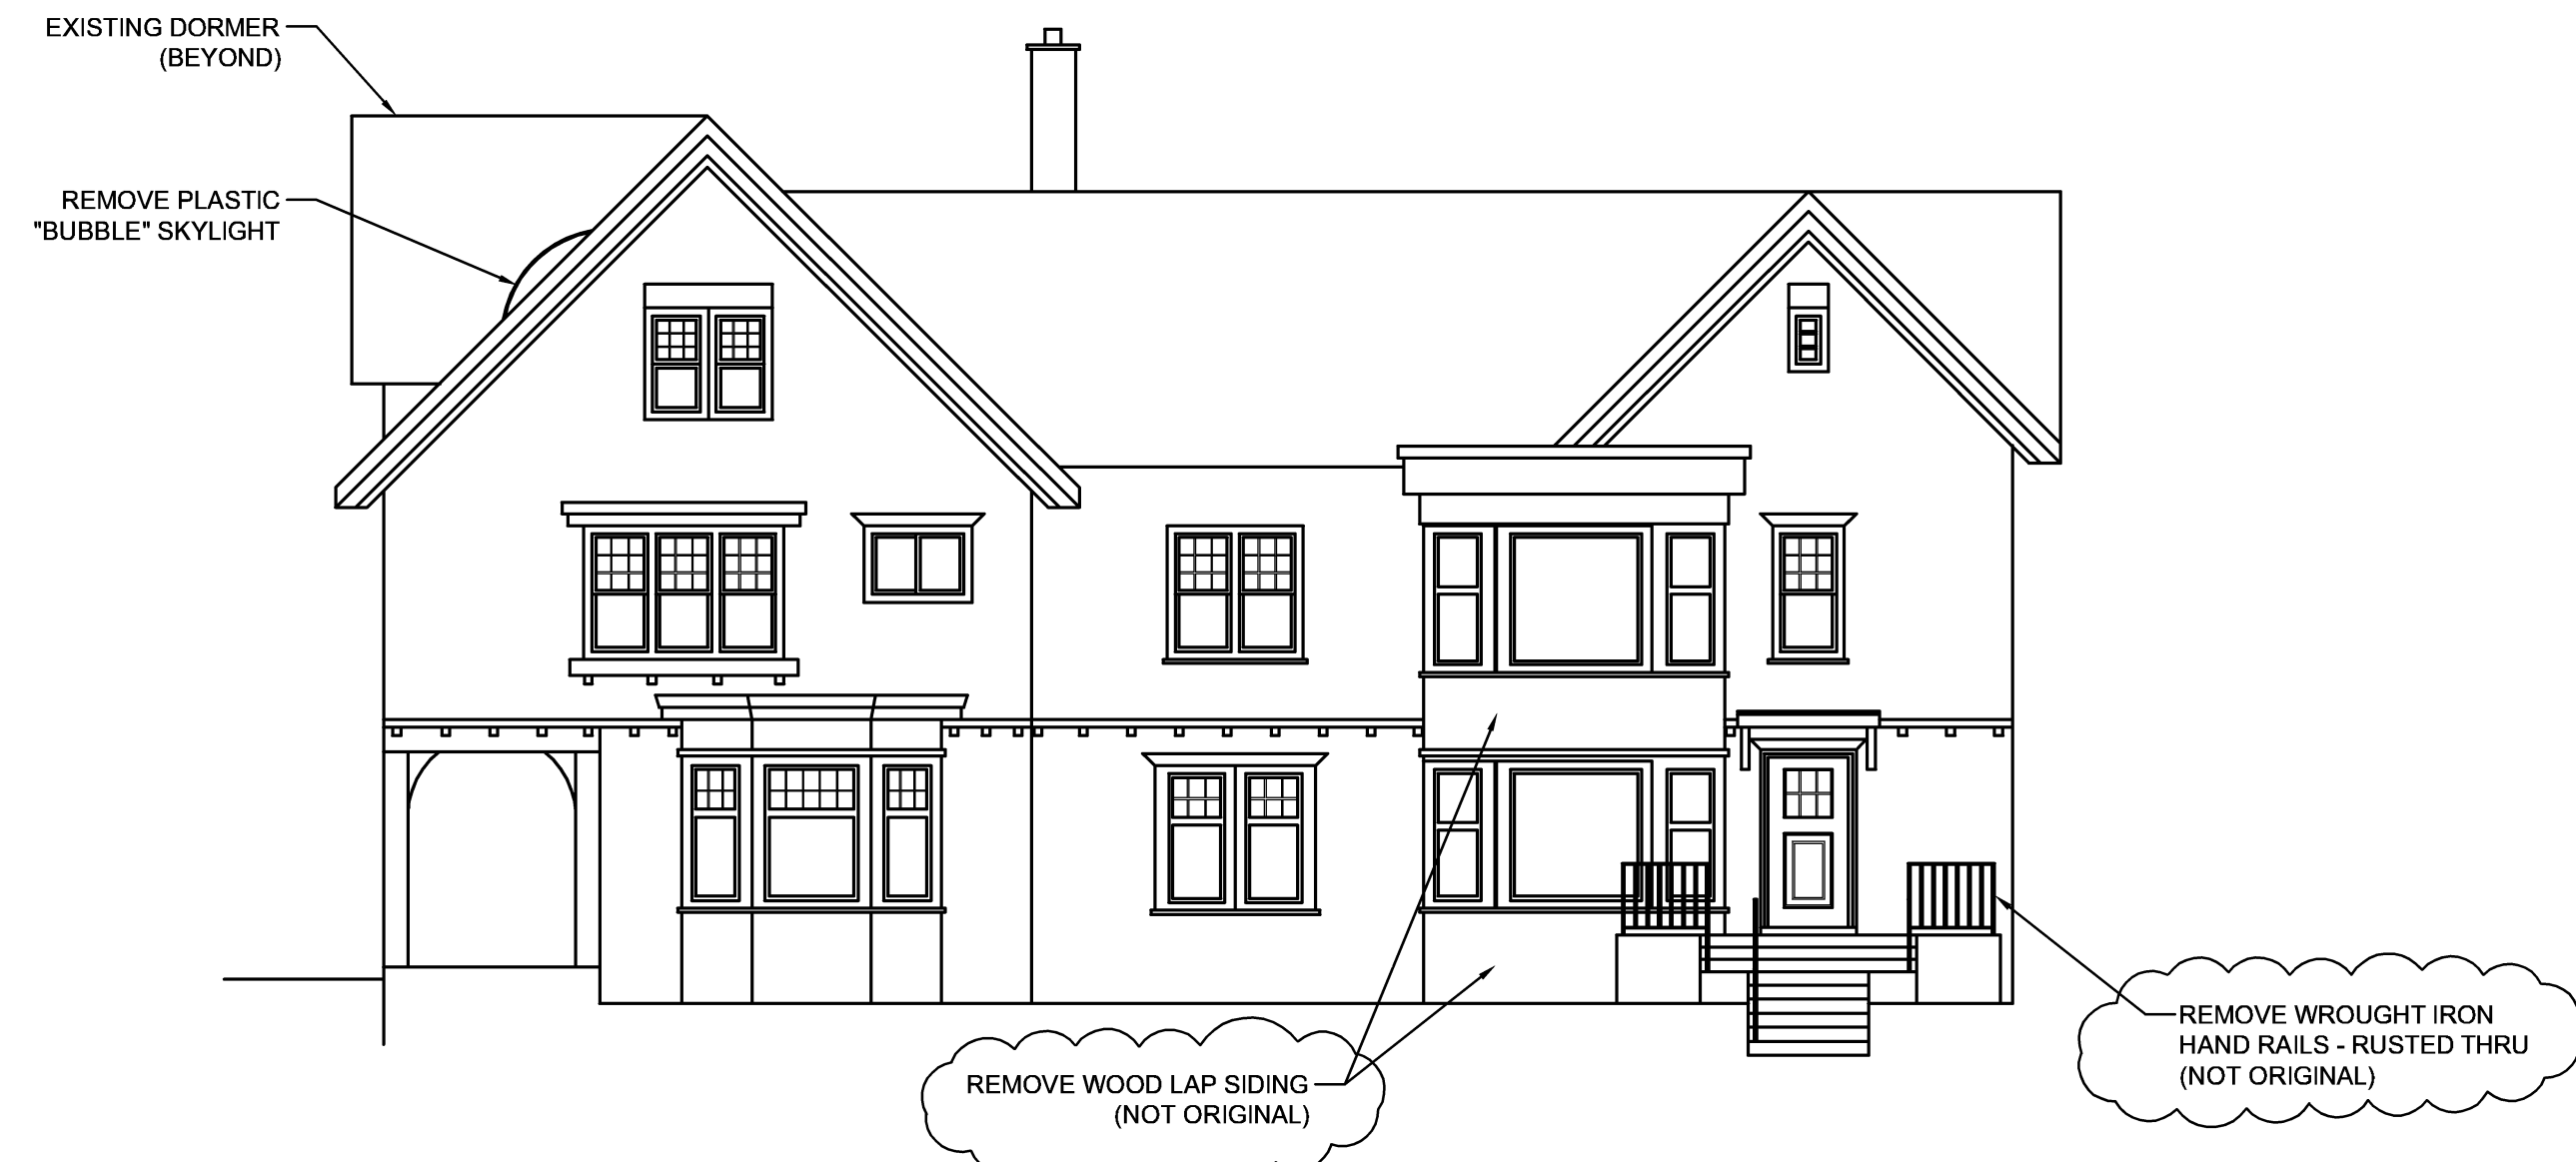 EXISTING DORMER
(BEYOND)
REMOVE PLASTIC
"BUBBLE" SKYLIGHT
REMOVE WOOD LAP SIDING
(NOT ORIGINAL)
REMOVE WROUGHT IRON
HAND RAILS - RUSTED THRU
(NOT ORIGINAL)